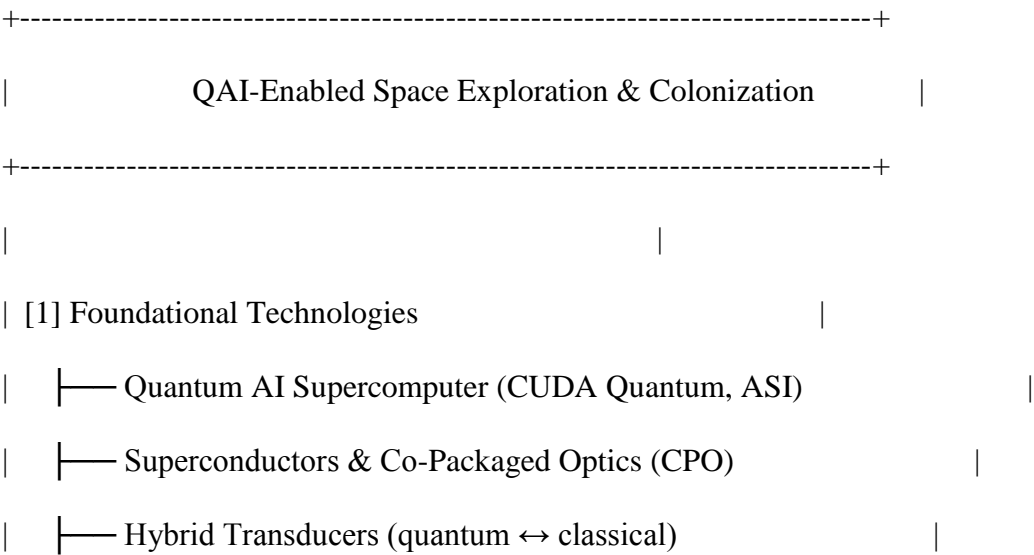 +--------------------------------------------------------------------------------+
| QAI-Enabled Space Exploration & Colonization |
+--------------------------------------------------------------------------------+
| |
| [1] Foundational Technologies |
| ├── Quantum AI Supercomputer (CUDA Quantum, ASI) |
| ├── Superconductors & Co-Packaged Optics (CPO) |
| ├── Hybrid Transducers (quantum ↔ classical) |